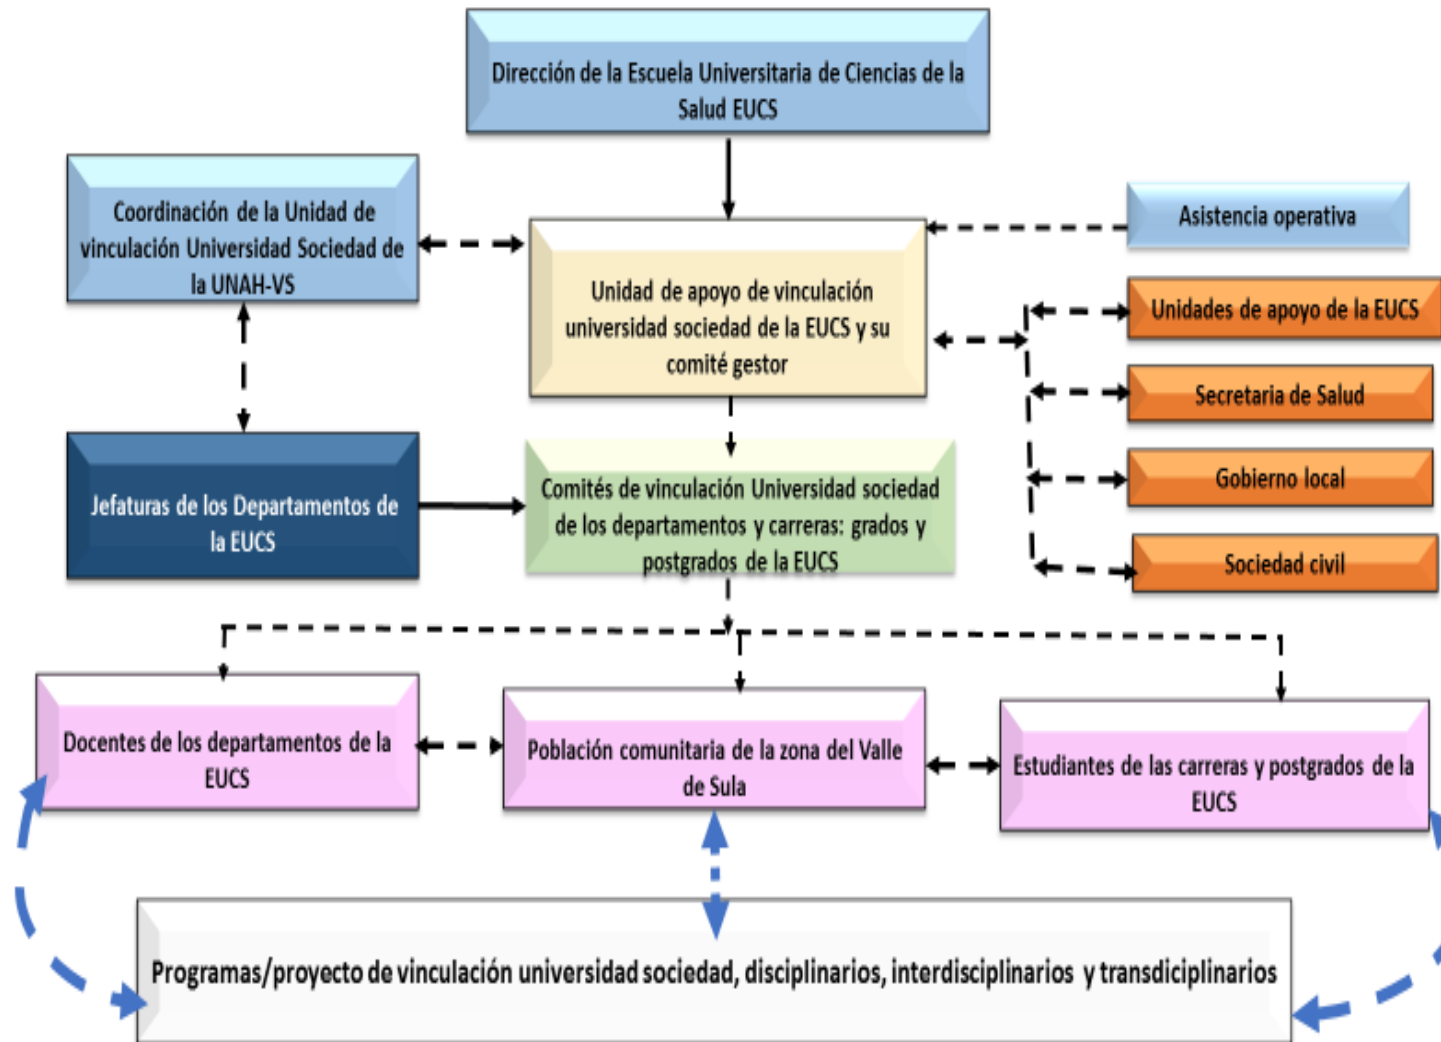 Dirección de la Escuela Universitaria de Ciencias de la
Salud EUCS
Coordinación de la Unidad de
vinculación Universidad Sociedad de
la UNAH-VS
Asistencia operativa
Unidad de apoyo de vinculación
universidad sociedad de la EUCS y su
comité gestor
Unidades de apoyo de la EUCS
Secretaria de Salud
Gobierno local
Sociedad civil
Jefaturas de los Departamentos de
la EUCS
Comités de vinculación Universidad sociedad
de los departamentos y carreras: grados y
postgrados de la EUCS
Docentes de los departamentos de la
EUCS
Población comunitaria de la zona del Valle
de Sula
Estudiantes de las carreras y postgrados de la
EUCS
Programas/proyecto de vinculación universidad sociedad, disciplinarios, interdisciplinarios y transdiciplinarios